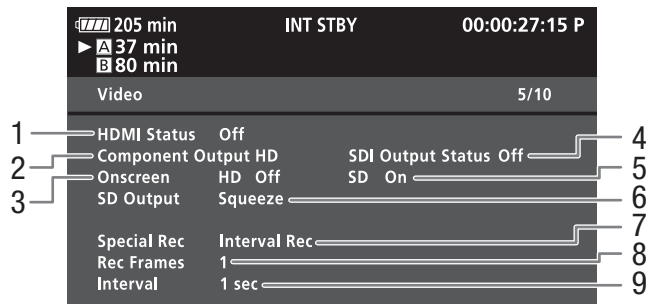 205 min INT STBY 00:00:27:15 P
A 37 min
B 80 min
Video 5/10
1 HDMI Status Off
2 Component Output HD SDI Output Status Off 4
3 Onscreen HD Off SD On 5
SD Output Squeeze 6
Special Rec Interval Rec 7
Rec Frames 1 8
Interval 1 sec 9